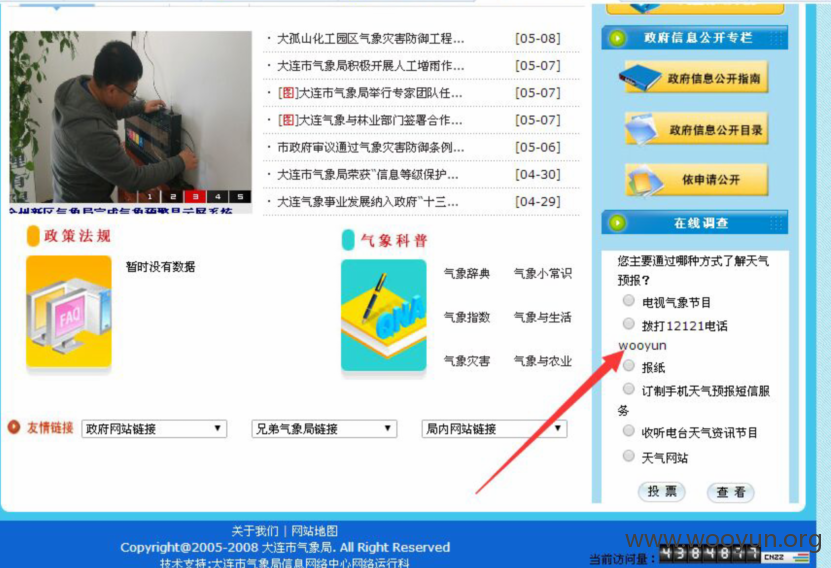 · 大孤山化工园区气象灾害防御工程... [05-08]
· 大连市气象局积极开展人工增雨作... [05-07]
· [图]大连市气象局举行专家团队任... [05-07]
· [图]大连气象与林业部门签署合作... [05-07]
· 市政府审议通过气象灾害防御条例... [05-06]
· 大连市气象局荣获“信息等级保护... [04-30]
· 大连气象事业发展纳入政府“十三... [04-29]
1 2 3 4 5
政策法规
暂时没有数据
FAQ
气象科普
气象辞典 气象小常识
气象指数 气象与生活
气象灾害 气象与农业
QNA
友情链接 政府网站链接 兄弟气象局链接 局内网站链接
政府信息公开专栏
政府信息公开指南
政府信息公开目录
依申请公开
在线调查
您主要通过哪种方式了解天气
预报？
电视气象节目
拨打12121电话
wooyun
报纸
订制手机天气预报短信服
务
收听电台天气资讯节目
天气网站
投 票 查 看
关于我们 | 网站地图
Copyright@2005-2008 大连市气象局. All Right Reserved
技术支持:大连市气象局信息网络中心网络运行科
当前访问量：4384877 CNZZ
www.wooyun.org